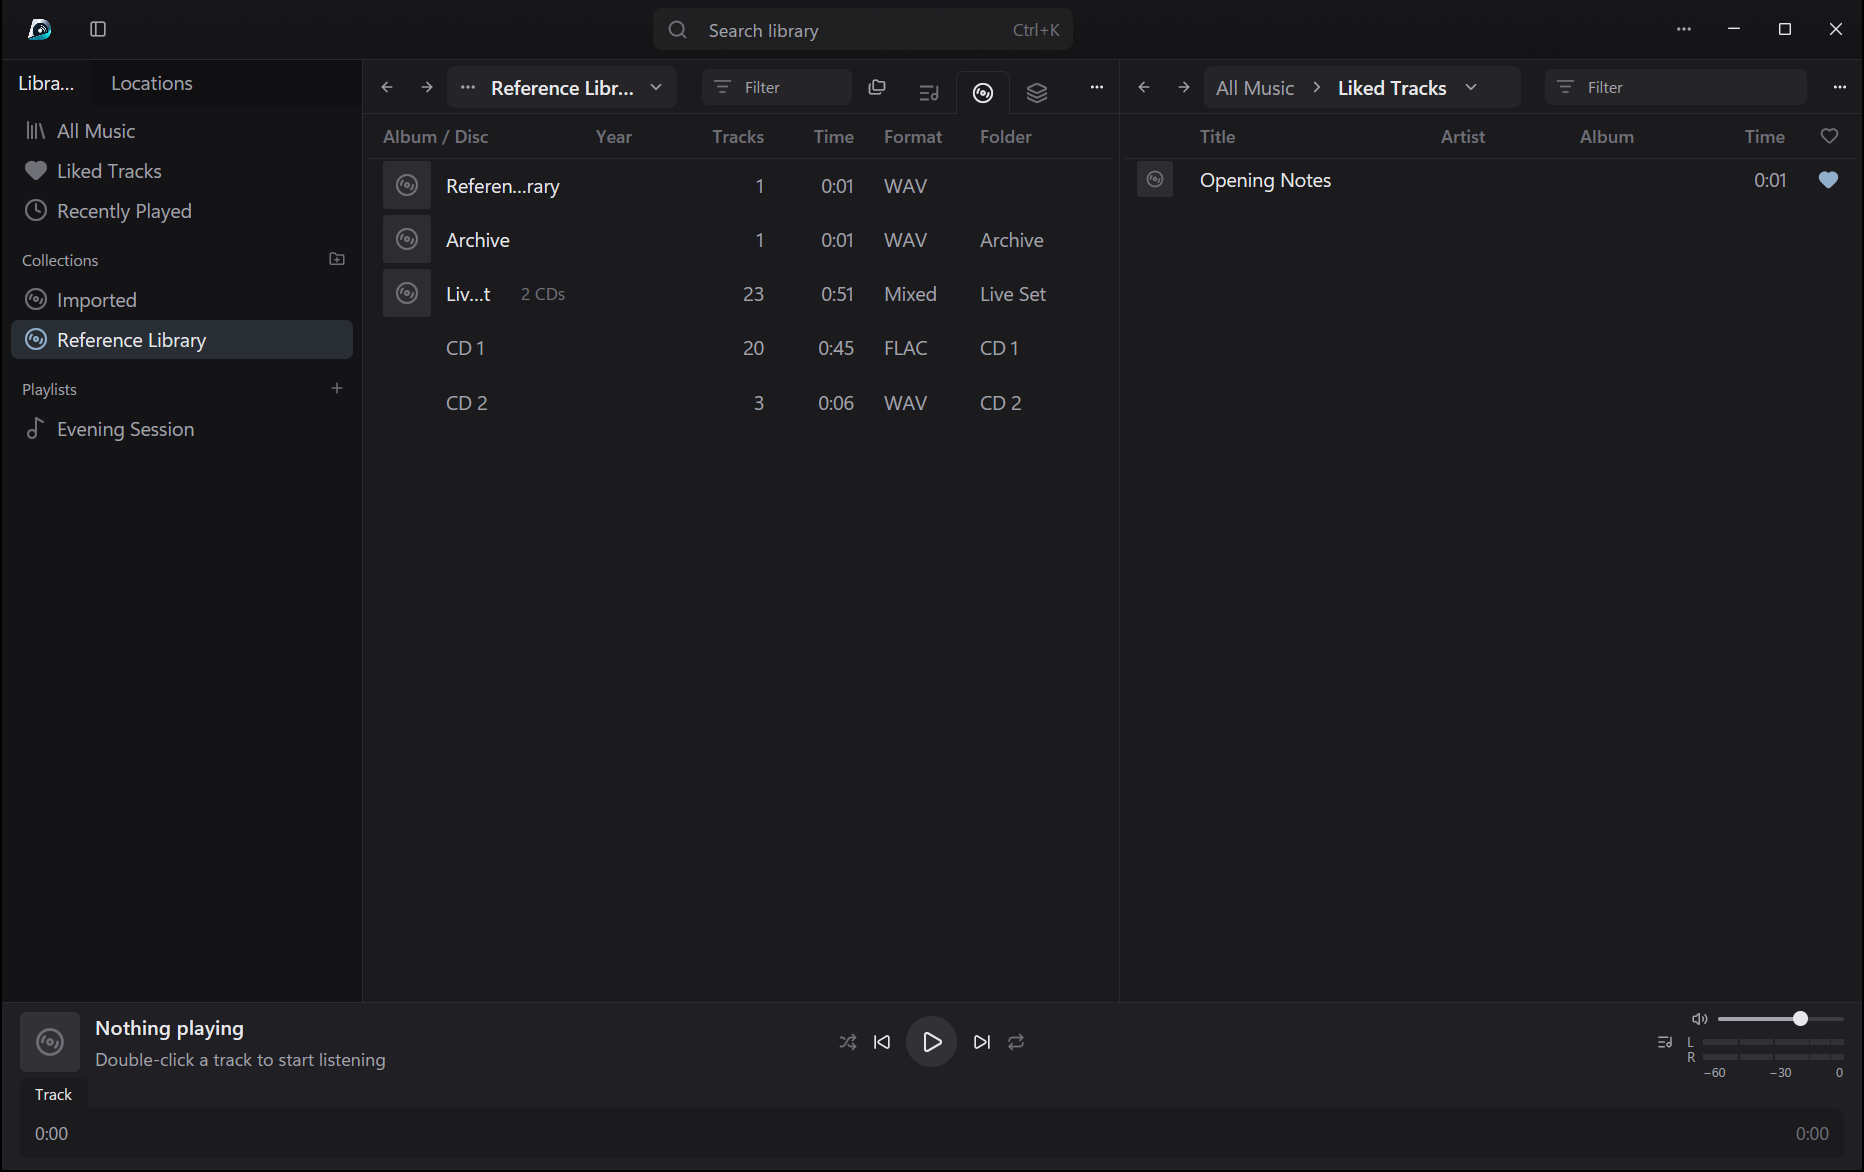 Search library Ctrl+K
Libra... Locations
All Music
Liked Tracks
Recently Played
Collections
Imported
Reference Library
Playlists
Evening Session
Reference Libr... Filter
Album / Disc Year Tracks Time Format Folder
Referen...rary 1 0:01 WAV
Archive 1 0:01 WAV Archive
Liv...t 2 CDs 23 0:51 Mixed Live Set
CD 1 20 0:45 FLAC CD 1
CD 2 3 0:06 WAV CD 2
All Music Liked Tracks Filter
Title Artist Album Time
Opening Notes 0:01
Nothing playing
Double-click a track to start listening
L
R
-60 -30 0
Track
0:00 0:00